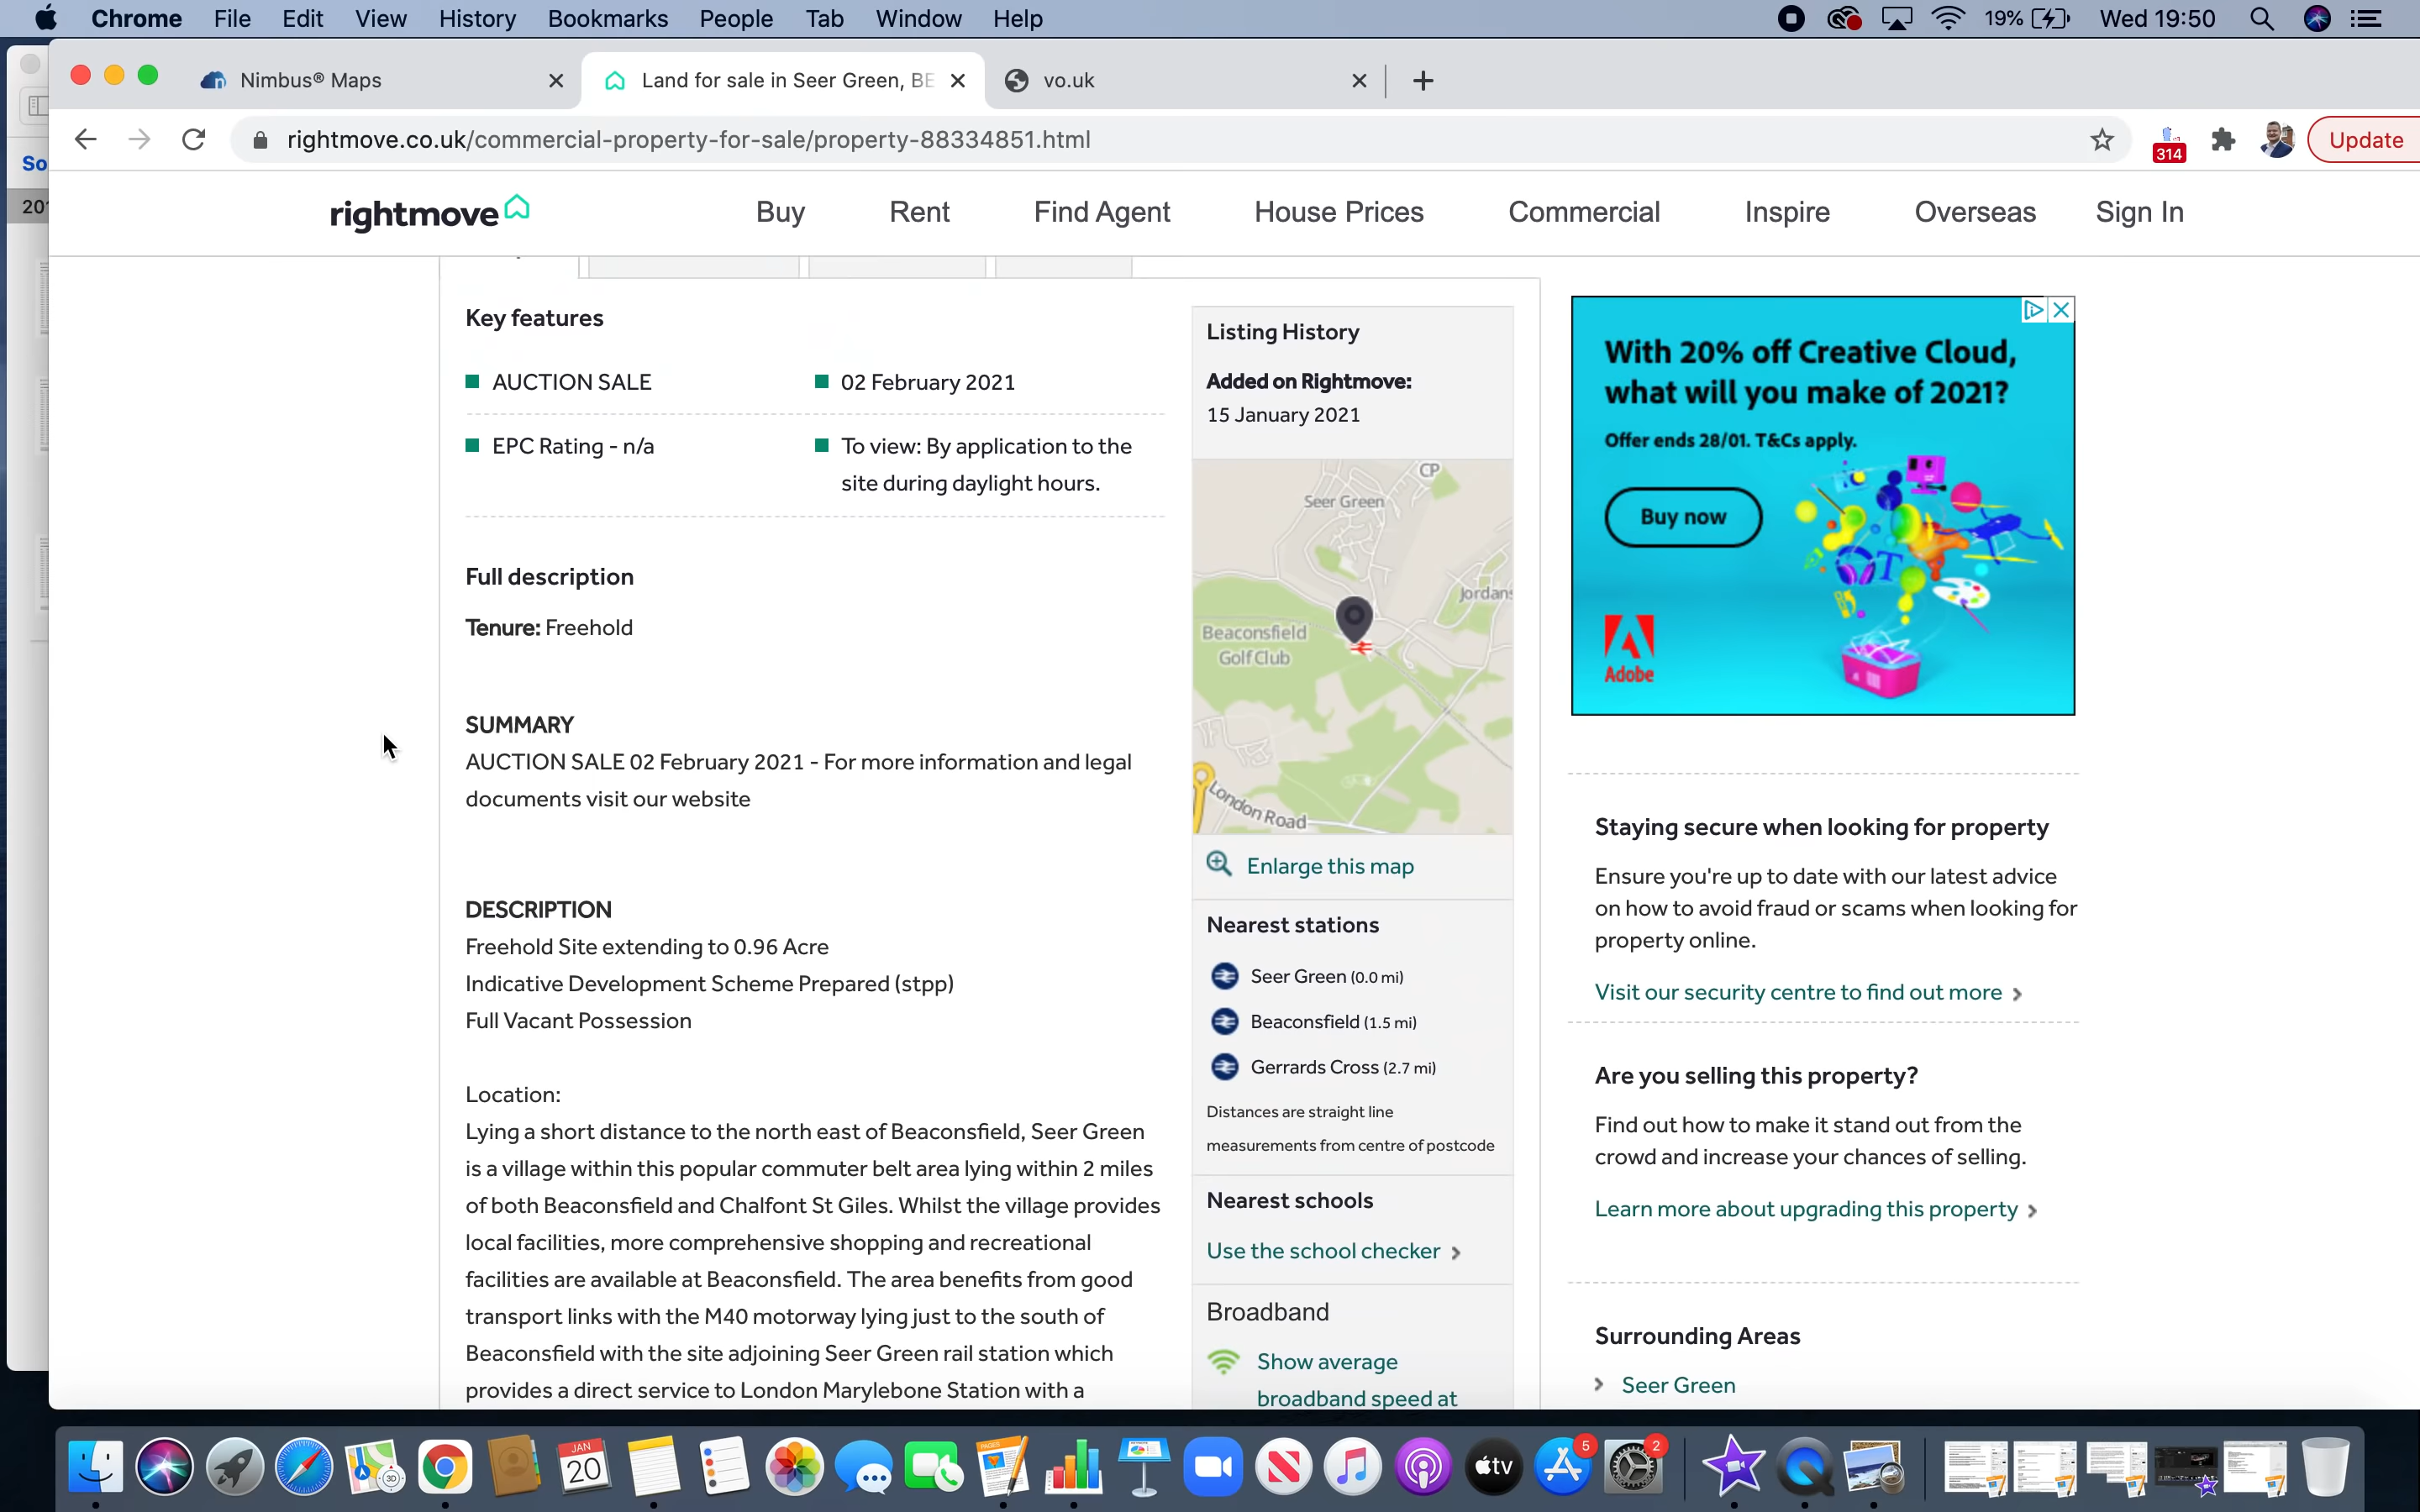 Chrome File Edit View History Bookmarks People Tab Window Help 19% Wed 19:50
Nimbus® Maps Land for sale in Seer Green, BE vo.uk
So rightmove.co.uk/commercial-property-for-sale/property-88334851.html 314 Update
201
rightmove Buy Rent Find Agent House Prices Commercial Inspire Overseas Sign In
Key features
AUCTION SALE
02 February 2021
EPC Rating - n/a
To view: By application to the
site during daylight hours.
Full description
Tenure: Freehold
SUMMARY
AUCTION SALE 02 February 2021 - For more information and legal
documents visit our website
DESCRIPTION
Freehold Site extending to 0.96 Acre
Indicative Development Scheme Prepared (stpp)
Full Vacant Possession
Location:
Lying a short distance to the north east of Beaconsfield, Seer Green
is a village within this popular commuter belt area lying within 2 miles
of both Beaconsfield and Chalfont St Giles. Whilst the village provides
local facilities, more comprehensive shopping and recreational
facilities are available at Beaconsfield. The area benefits from good
transport links with the M40 motorway lying just to the south of
Beaconsfield with the site adjoining Seer Green rail station which
provides a direct service to London Marylebone Station with a
Listing History
Added on Rightmove:
15 January 2021
CP
Seer Green
Jordans
Beaconsfield
Golf Club
London Road
Enlarge this map
Nearest stations
Seer Green (0.0 mi)
Beaconsfield (1.5 mi)
Gerrards Cross (2.7 mi)
Distances are straight line
measurements from centre of postcode
Nearest schools
Use the school checker
Broadband
Show average
broadband speed at
With 20% off Creative Cloud,
what will you make of 2021?
Offer ends 28/01. T&Cs apply.
Buy now
Adobe
Staying secure when looking for property
Ensure you're up to date with our latest advice
on how to avoid fraud or scams when looking for
property online.
Visit our security centre to find out more
Are you selling this property?
Find out how to make it stand out from the
crowd and increase your chances of selling.
Learn more about upgrading this property
Surrounding Areas
Seer Green
3D
JAN
20
PAGES
tv
5
2